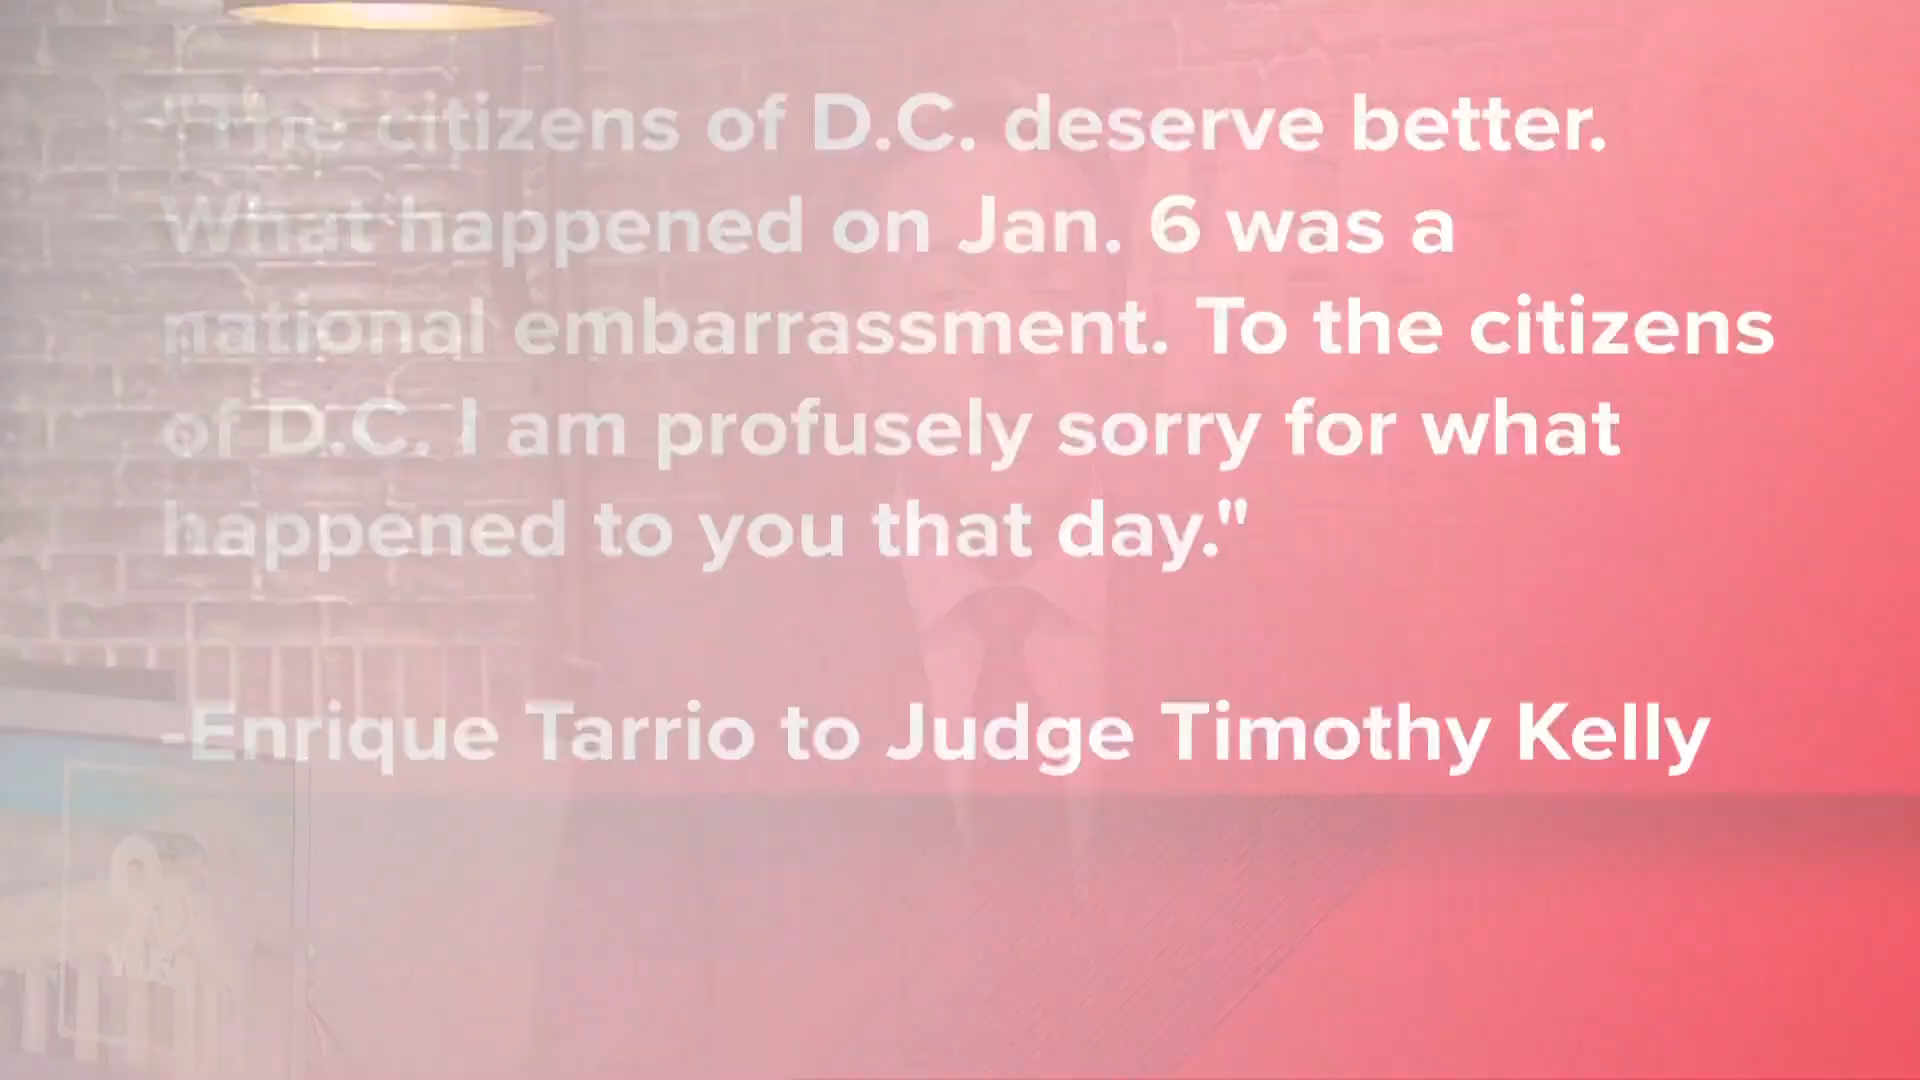 "The citizens of D.C. deserve better.
What happened on Jan. 6 was a
national embarrassment. To the citizens
of D.C. I am profusely sorry for what
happened to you that day."
-Enrique Tarrio to Judge Timothy Kelly